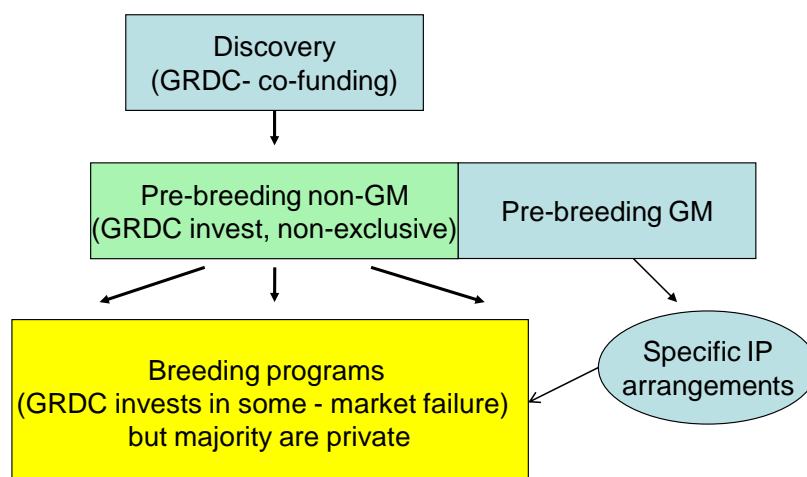 Discovery
(GRDC- co-funding)
Pre-breeding non-GM
(GRDC invest, non-exclusive)
Pre-breeding GM
Breeding programs
(GRDC invests in some - market failure)
but majority are private
Specific IP
arrangements